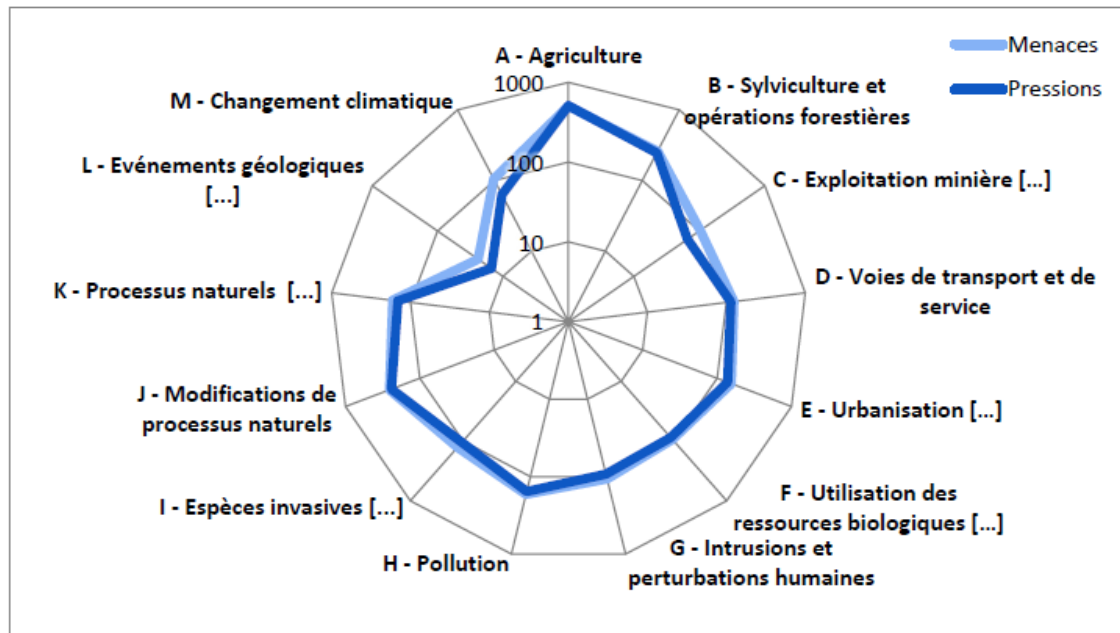 Menaces
Pressions
A - Agriculture
B - Sylviculture et
opérations forestières
C - Exploitation minière [...]
D - Voies de transport et de
service
E - Urbanisation [...]
F - Utilisation des
ressources biologiques [...]
G - Intrusions et
perturbations humaines
H - Pollution
I - Espèces invasives [...]
J - Modifications de
processus naturels
K - Processus naturels  [...]
L - Evénements géologiques
[...]
M - Changement climatique
1000
100
10
1